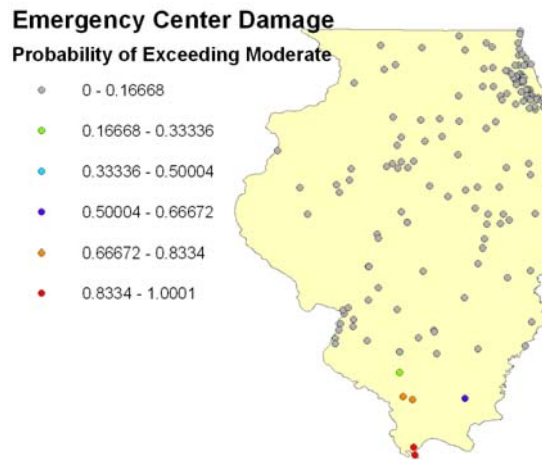 Emergency Center Damage
Probability of Exceeding Moderate
0 - 0.16668
0.16668 - 0.33336
0.33336 - 0.50004
0.50004 - 0.66672
0.66672 - 0.8334
0.8334 - 1.0001